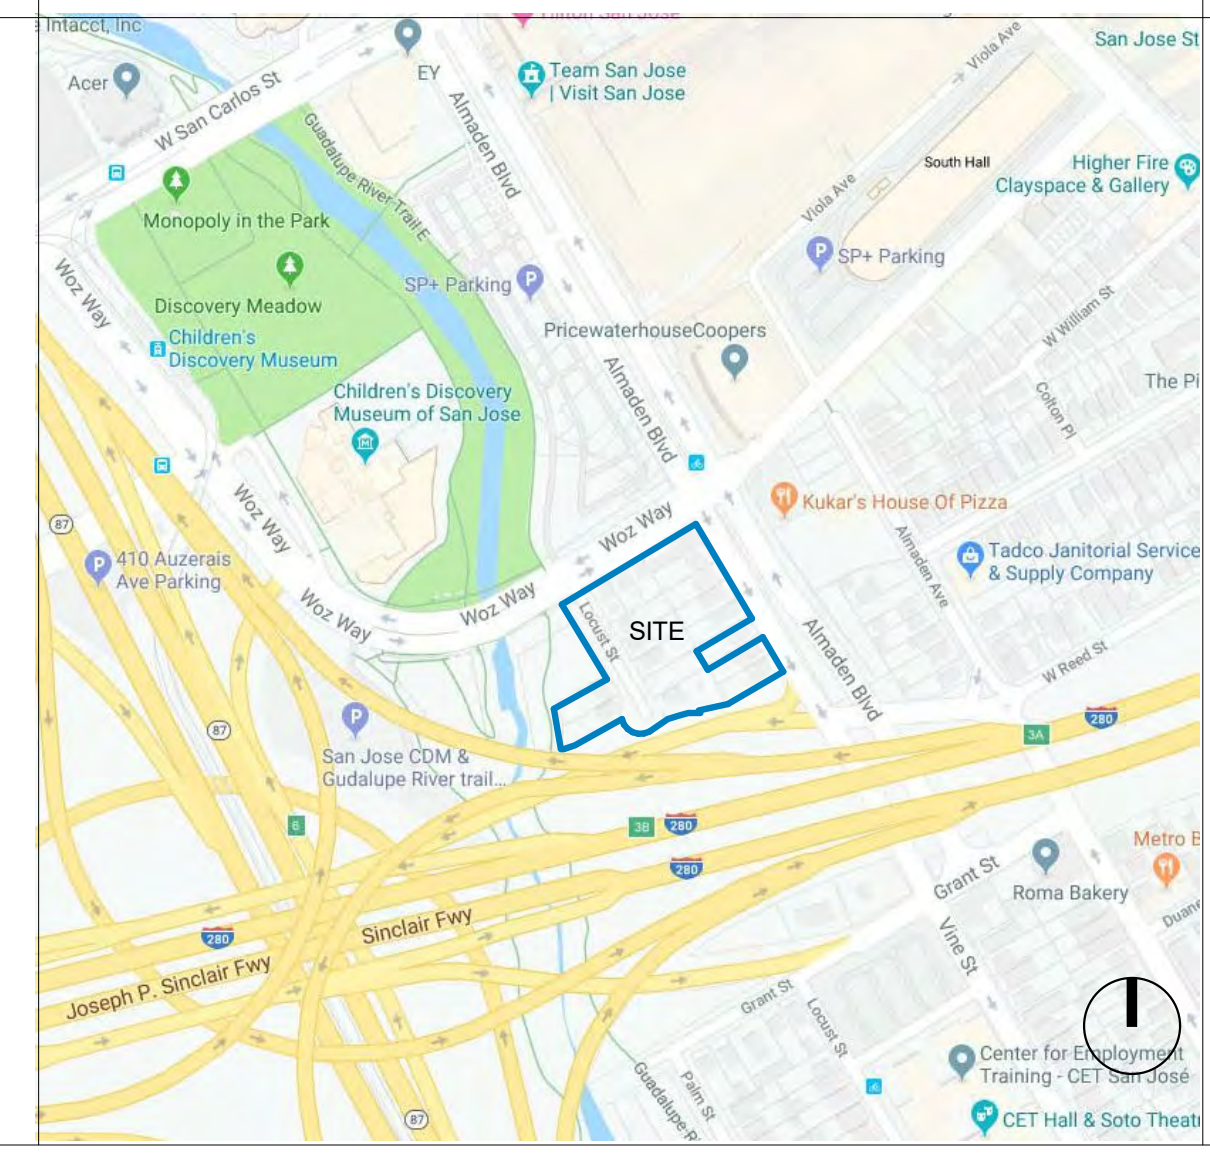 Intacct, Inc
Hilton San Jose
San Jose St
Viola Ave
Acer
EY
Team San Jose
| Visit San Jose
W San Carlos St
Almaden Blvd
Guadalupe River Trail E
South Hall
Higher Fire
Clayspace & Gallery
Viola Ave
Monopoly in the Park
SP+ Parking
Woz Way
SP+ Parking
Discovery Meadow
W William St
Children's
Discovery Museum
PricewaterhouseCoopers
Almaden Blvd
The Pi
Children's Discovery
Museum of San Jose
Colton Pl
Kukar's House Of Pizza
Woz Way
Woz Way
87
410 Auzerais
Ave Parking
Almaden Ave
Tadco Janitorial Service
& Supply Company
Woz Way
Woz Way
Locust St
SITE
Almaden Blvd
W Reed St
87
280
3A
San Jose CDM &
Gudalupe River trail...
6
3B
280
280
Metro B
Grant St
Roma Bakery
Duane
Sinclair Fwy
280
Vine St
Joseph P. Sinclair Fwy
Grant St
Locust St
Center for Employment
Training - CET San José
Palm St
Guadalupe R
87
CET Hall & Soto Theat